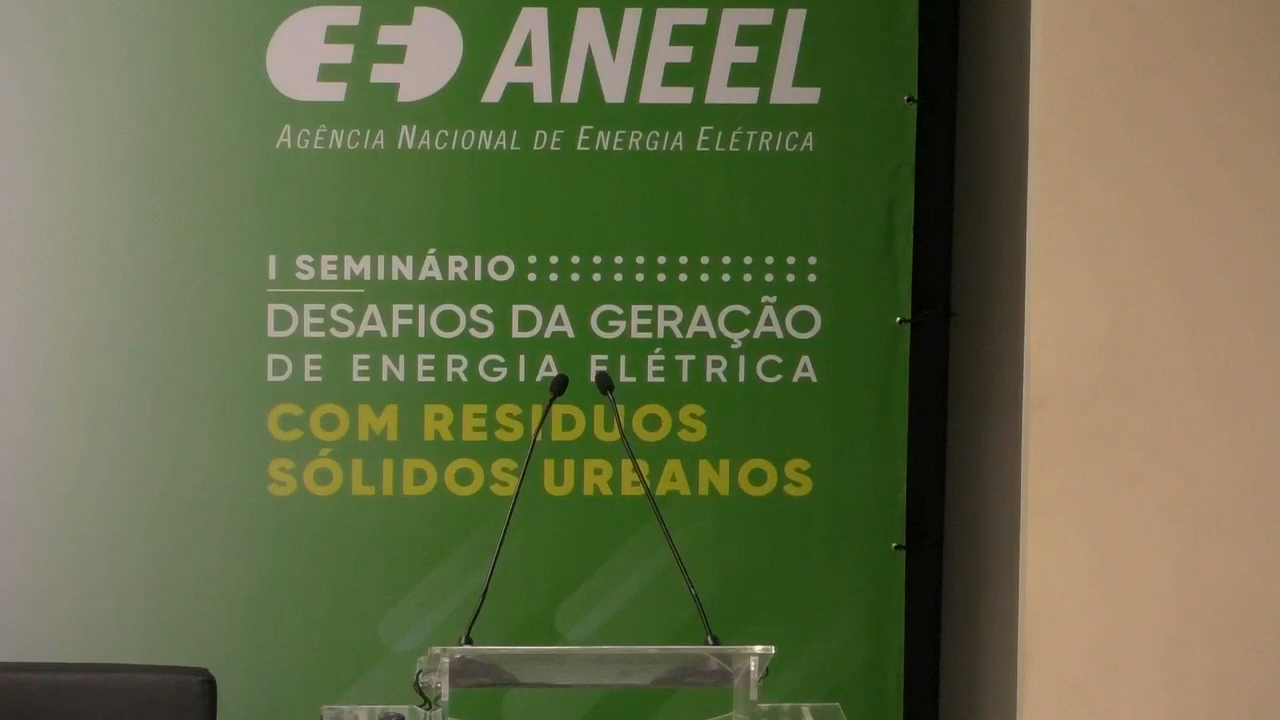 ANEEL
AGÊNCIA NACIONAL DE ENERGIA ELÉTRICA
I SEMINÁRIO
DESAFIOS DA GERAÇÃO
DE ENERGIA ELÉTRICA
COM RESIDUOS
SÓLIDOS URBANOS